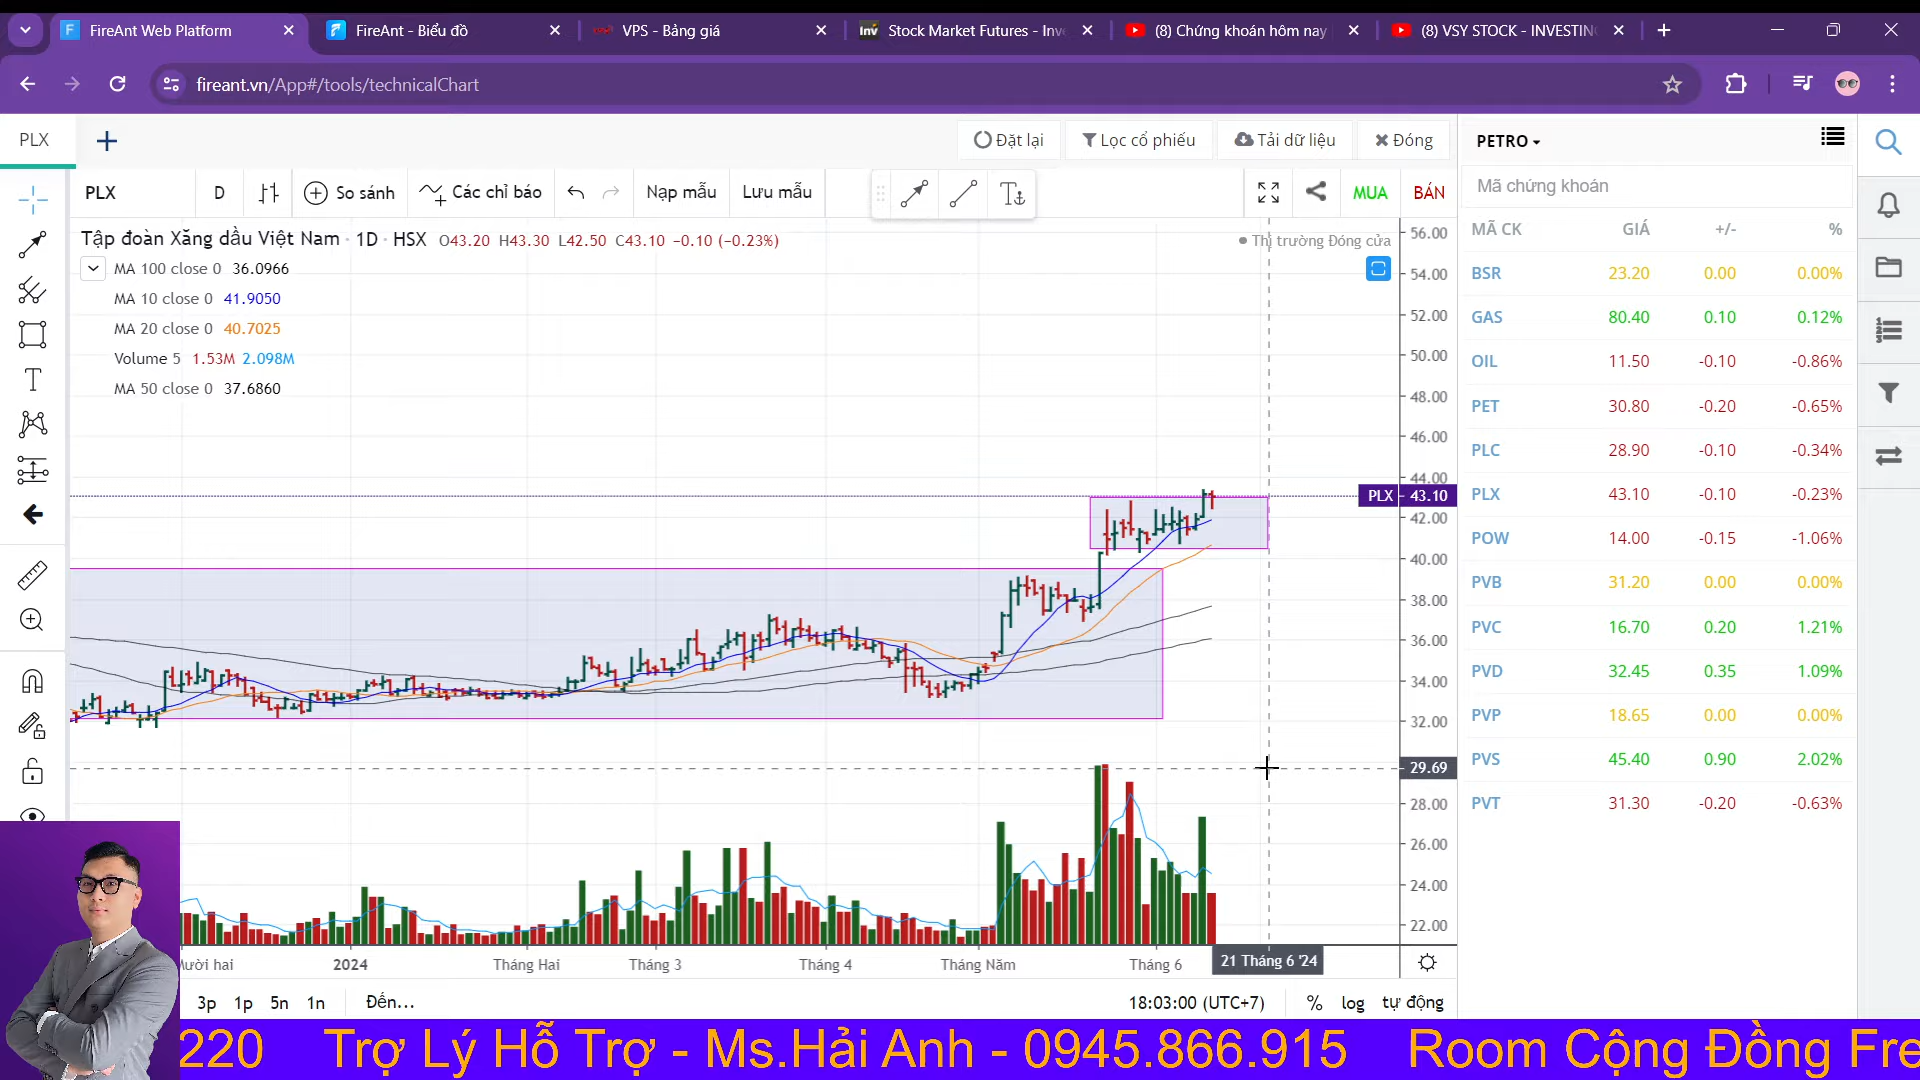 FireAnt Web Platform
FireAnt - Biểu đồ
VPS - Bảng giá
Stock Market Futures - Inve
(8) Chứng khoán hôm nay
(8) VSY STOCK - INVESTIN
fireant.vn/App#/tools/technicalChart
PLX
Đặt lại
Lọc cổ phiếu
Tải dữ liệu
Đóng
PETRO
PLX
D
So sánh
Các chỉ báo
Nạp mẫu
Lưu mẫu
MUA
BÁN
Mã chứng khoán
Tập đoàn Xăng dầu Việt Nam · 1D · HSX O43.20 H43.30 L42.50 C43.10 −0.10 (−0.23%)
Thị trường Đóng cửa
MA 100 close 0 36.0966
MA 10 close 0 41.9050
MA 20 close 0 40.7025
Volume 5 1.53M 2.098M
MA 50 close 0 37.6860
56.00
54.00
52.00
50.00
48.00
46.00
44.00
PLX 43.10
42.00
40.00
38.00
36.00
34.00
32.00
29.69
28.00
26.00
24.00
22.00
MÃ CK GIÁ +/- %
BSR 23.20 0.00 0.00%
GAS 80.40 0.10 0.12%
OIL 11.50 -0.10 -0.86%
PET 30.80 -0.20 -0.65%
PLC 28.90 -0.10 -0.34%
PLX 43.10 -0.10 -0.23%
POW 14.00 -0.15 -1.06%
PVB 31.20 0.00 0.00%
PVC 16.70 0.20 1.21%
PVD 32.45 0.35 1.09%
PVP 18.65 0.00 0.00%
PVS 45.40 0.90 2.02%
PVT 31.30 -0.20 -0.63%
ười hai 2024 Tháng Hai Tháng 3 Tháng 4 Tháng Năm Tháng 6 21 Tháng 6 '24
3p 1p 5n 1n Đến... 18:03:00 (UTC+7) % log tự động
220 Trợ Lý Hỗ Trợ - Ms.Hải Anh - 0945.866.915 Room Cộng Đồng Fre